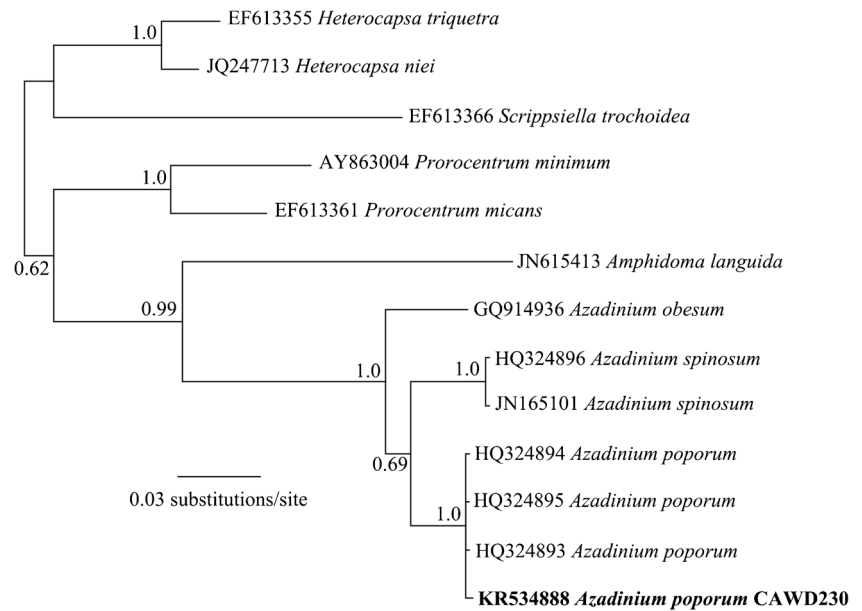 EF613355 Heterocapsa triquetra
1.0
JQ247713 Heterocapsa niei
EF613366 Scrippsiella trochoidea
AY863004 Prorocentrum minimum
1.0
EF613361 Prorocentrum micans
0.62
JN615413 Amphidoma languida
0.99
GQ914936 Azadinium obesum
HQ324896 Azadinium spinosum
1.0
1.0
JN165101 Azadinium spinosum
HQ324894 Azadinium poporum
0.69
0.03 substitutions/site
HQ324895 Azadinium poporum
1.0
HQ324893 Azadinium poporum
KR534888 Azadinium poporum CAWD230